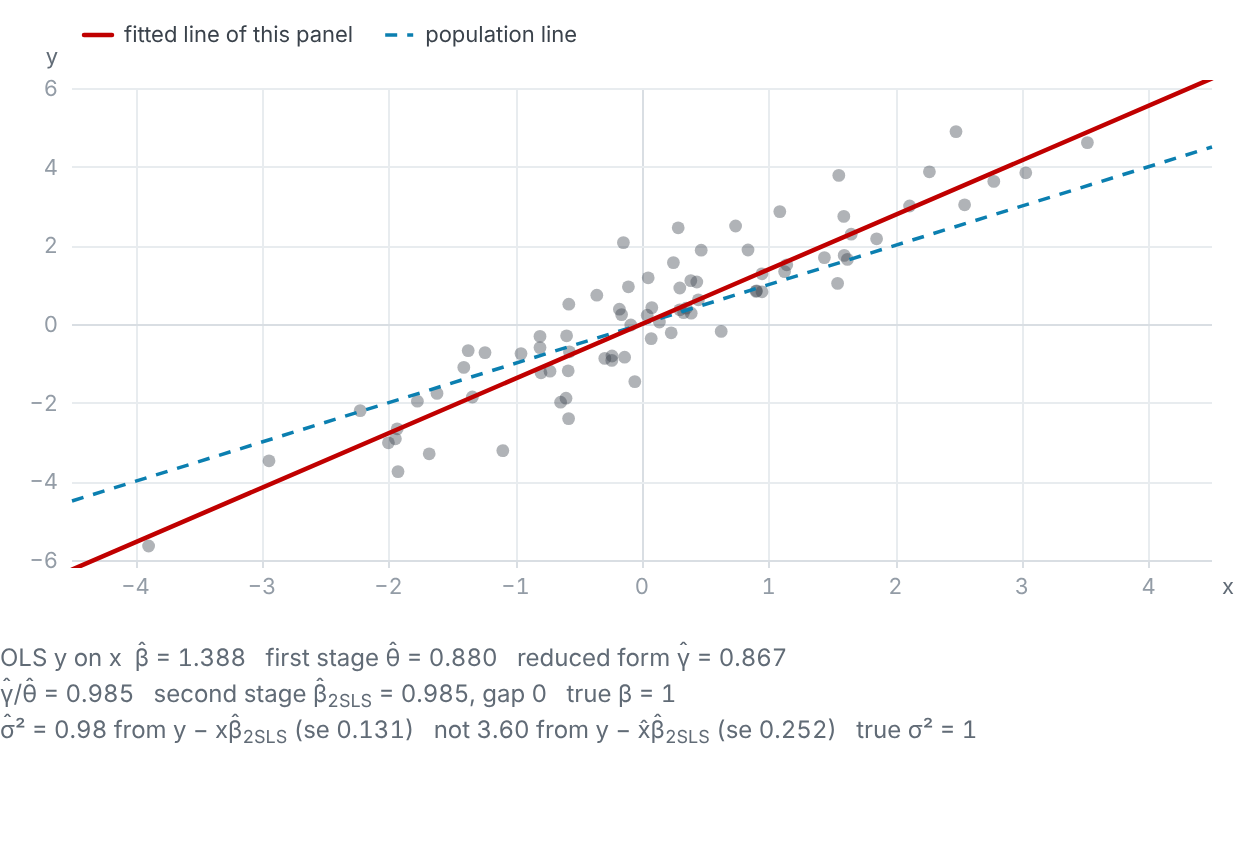 fitted line of this panel   population line
y
6
4
2
0
−2
−4
−6
−4 −3 −2 −1 0 1 2 3 4 x
OLS y on x  β̂ = 1.388   first stage θ̂ = 0.880   reduced form γ̂ = 0.867
γ̂/θ̂ = 0.985   second stage β̂2SLS = 0.985, gap 0   true β = 1
σ̂² = 0.98 from y − xβ̂2SLS (se 0.131)   not 3.60 from y − x̂β̂2SLS (se 0.252)   true σ² = 1